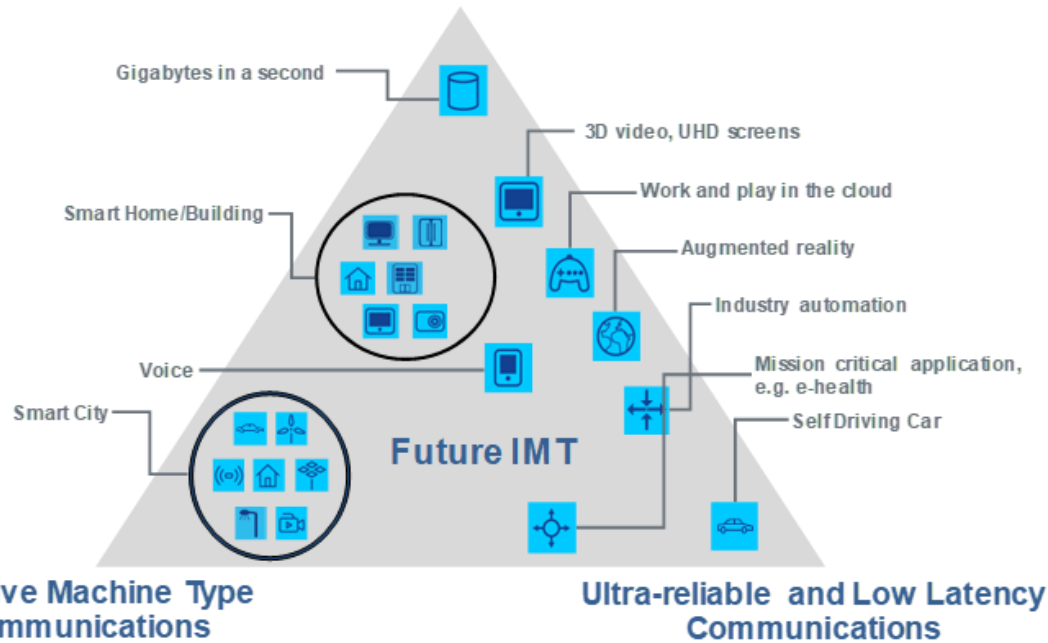 Gigabytes in a second
3D video, UHD screens
Work and play in the cloud
Smart Home/Building
Augmented reality
Industry automation
Voice
Mission critical application,
e.g. e-health
Smart City
Self Driving Car
Future IMT
ve Machine Type
mmunications
Ultra-reliable and Low Latency
Communications